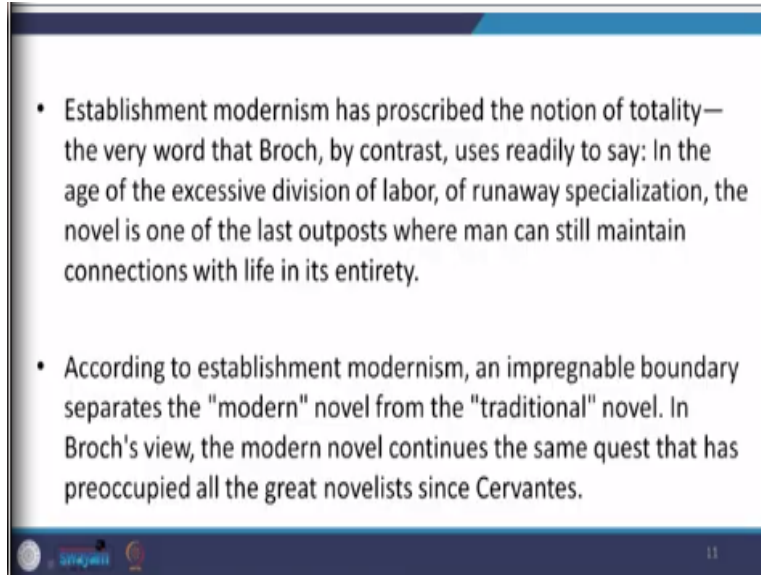 • Establishment modernism has proscribed the notion of totality—
the very word that Broch, by contrast, uses readily to say: In the
age of the excessive division of labor, of runaway specialization, the
novel is one of the last outposts where man can still maintain
connections with life in its entirety.
• According to establishment modernism, an impregnable boundary
separates the "modern" novel from the "traditional" novel. In
Broch's view, the modern novel continues the same quest that has
preoccupied all the great novelists since Cervantes.
swayam
11